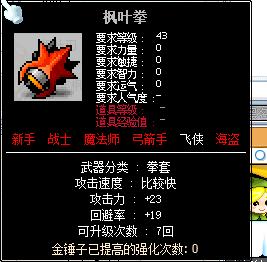 枫叶拳
要求等级： 43
要求力量： 0
要求敏捷： 0
要求智力： 0
要求运气： 0
要求人气度： -
道具等级： -
道具经验值： -
新手 战士 魔法师 弓箭手 飞侠 海盗
武器分类： 拳套
攻击速度： 比较快
攻击力： +23
回避率： +19
可升级次数： 7回
金锤子已提高的强化次数: 0